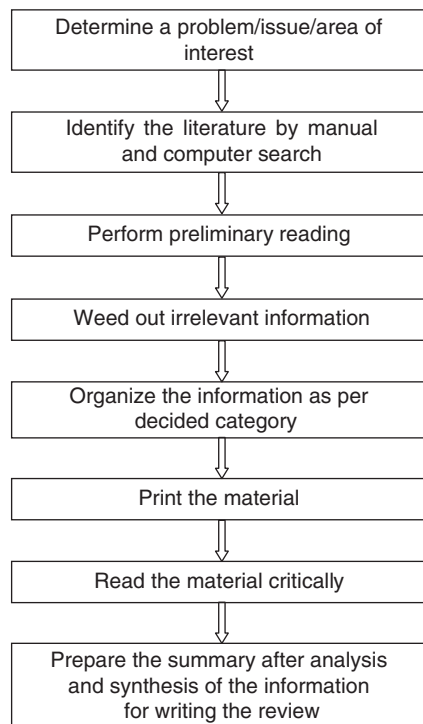 Determine a problem/issue/area of
interest
Identify the literature by manual
and computer search
Perform preliminary reading
Weed out irrelevant information
Organize the information as per
decided category
Print the material
Read the material critically
Prepare the summary after analysis
and synthesis of the information
for writing the review